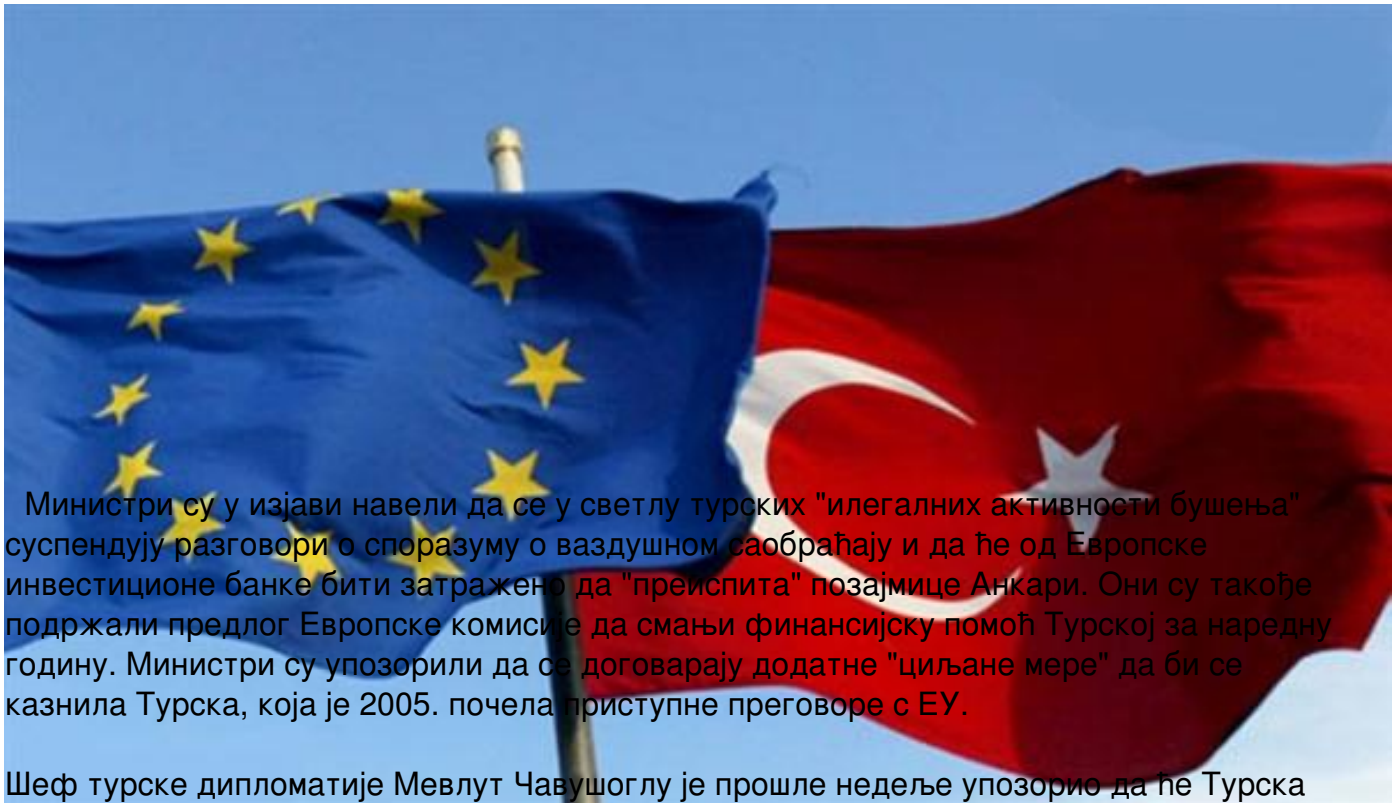 Министри су у изјави навели да се у светлу турских "илегалних активности бушења"
суспендују разговори о споразуму о ваздушном саобраћају и да ће од Европске
инвестиционе банке бити затражено да "преиспита" позајмице Анкари. Они су такође
подржали предлог Европске комисије да смањи финансијску помоћ Турској за наредну
годину. Министри су упозорили да се договарају додатне "циљане мере" да би се
казнила Турска, која је 2005. почела приступне преговоре с ЕУ.
Шеф турске дипломатије Мевлут Чавушоглу је прошле недеље упозорио да ће Турска